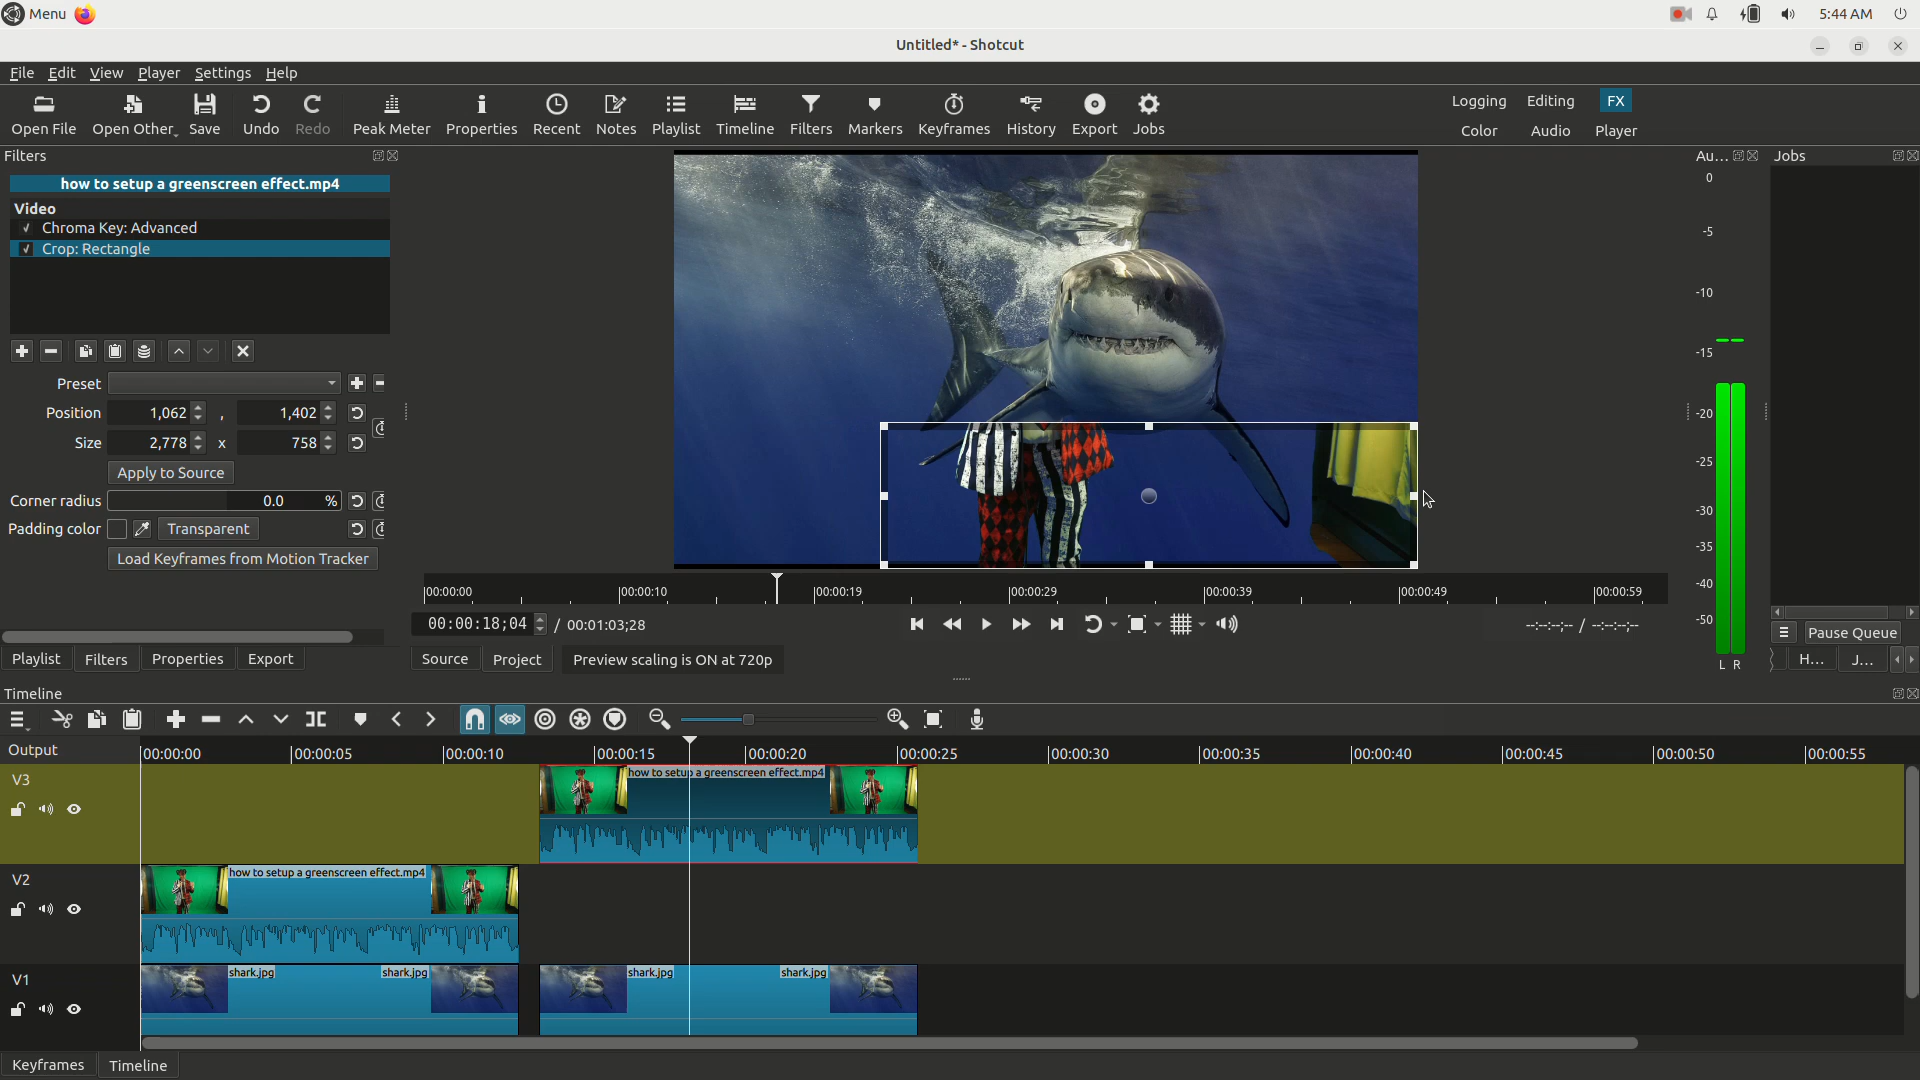 Menu
5:44 AM
Untitled* - Shotcut
File Edit View Player Settings Help
Open File Open Other Save Undo Redo Peak Meter Properties Recent Notes Playlist Timeline Filters Markers Keyframes History Export Jobs
Logging Editing FX
Color Audio Player
Filters
Au... Jobs
how to setup a greenscreen effect.mp4
Video
Chroma Key: Advanced
Crop: Rectangle
Preset
Position 1,062 , 1,402
Size 2,778 x 758
Apply to Source
Corner radius 0.0 %
Padding color Transparent
Load Keyframes from Motion Tracker
0
-5
-10
-15
-20
-25
-30
-35
-40
-50
L R
00:00:00 00:00:10 00:00:19 00:00:29 00:00:39 00:00:49 00:00:59
00:00:18;04 / 00:01:03;28
--:--:--;-- / --:--:--;--
Pause Queue
Playlist Filters Properties Export
Source Project Preview scaling is ON at 720p
H... J...
Timeline
Output
00:00:00 00:00:05 00:00:10 00:00:15 00:00:20 00:00:25 00:00:30 00:00:35 00:00:40 00:00:45 00:00:50 00:00:55
V3
how to setup a greenscreen effect.mp4
V2
how to setup a greenscreen effect.mp4
V1
shark.jpg shark.jpg shark.jpg shark.jpg
Keyframes Timeline